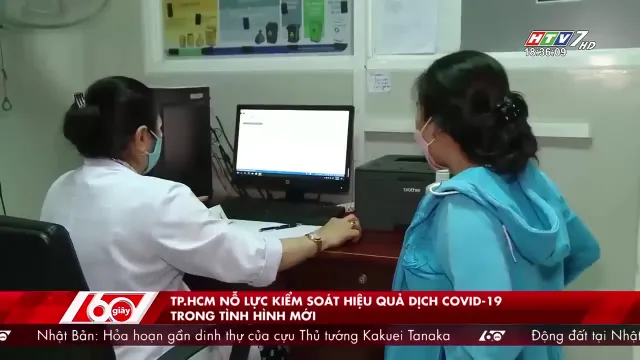 HTV7 HD
18:36:09
brother
TP.HCM NỖ LỰC KIỂM SOÁT HIỆU QUẢ DỊCH COVID-19
TRONG TÌNH HÌNH MỚI
60 giây
Nhật Bản: Hỏa hoạn gần dinh thự của cựu Thủ tướng Kakuei Tanaka
60
Động đất tại N